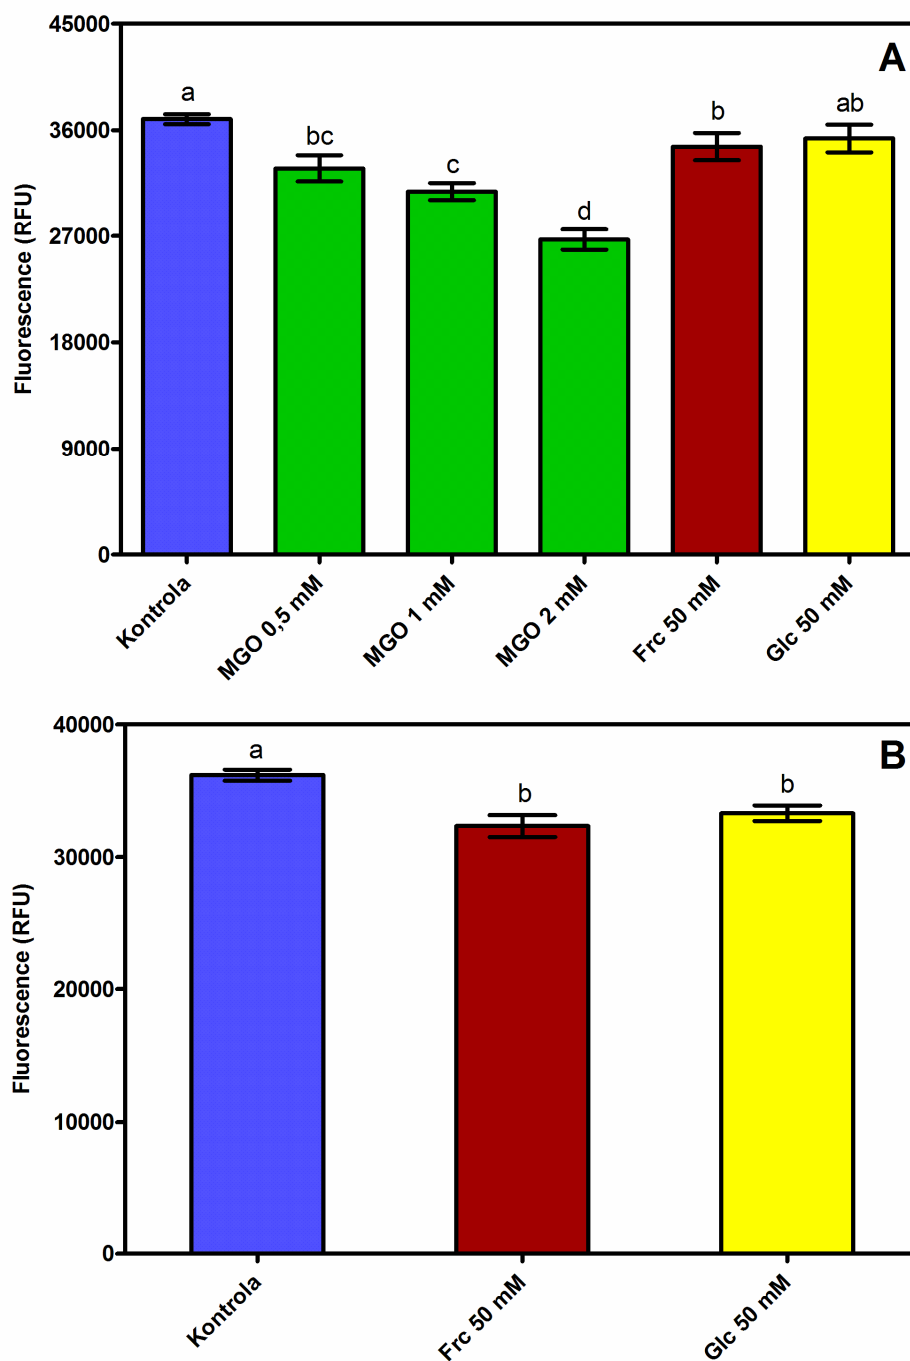 A
45000
36000
27000
18000
9000
0
Fluorescence (RFU)
a
bc
c
d
b
ab
Kontrola
MGO 0,5 mM
MGO 1 mM
MGO 2 mM
Frc 50 mM
Glc 50 mM
B
40000
30000
20000
10000
0
Fluorescence (RFU)
a
b
b
Kontrola
Frc 50 mM
Glc 50 mM